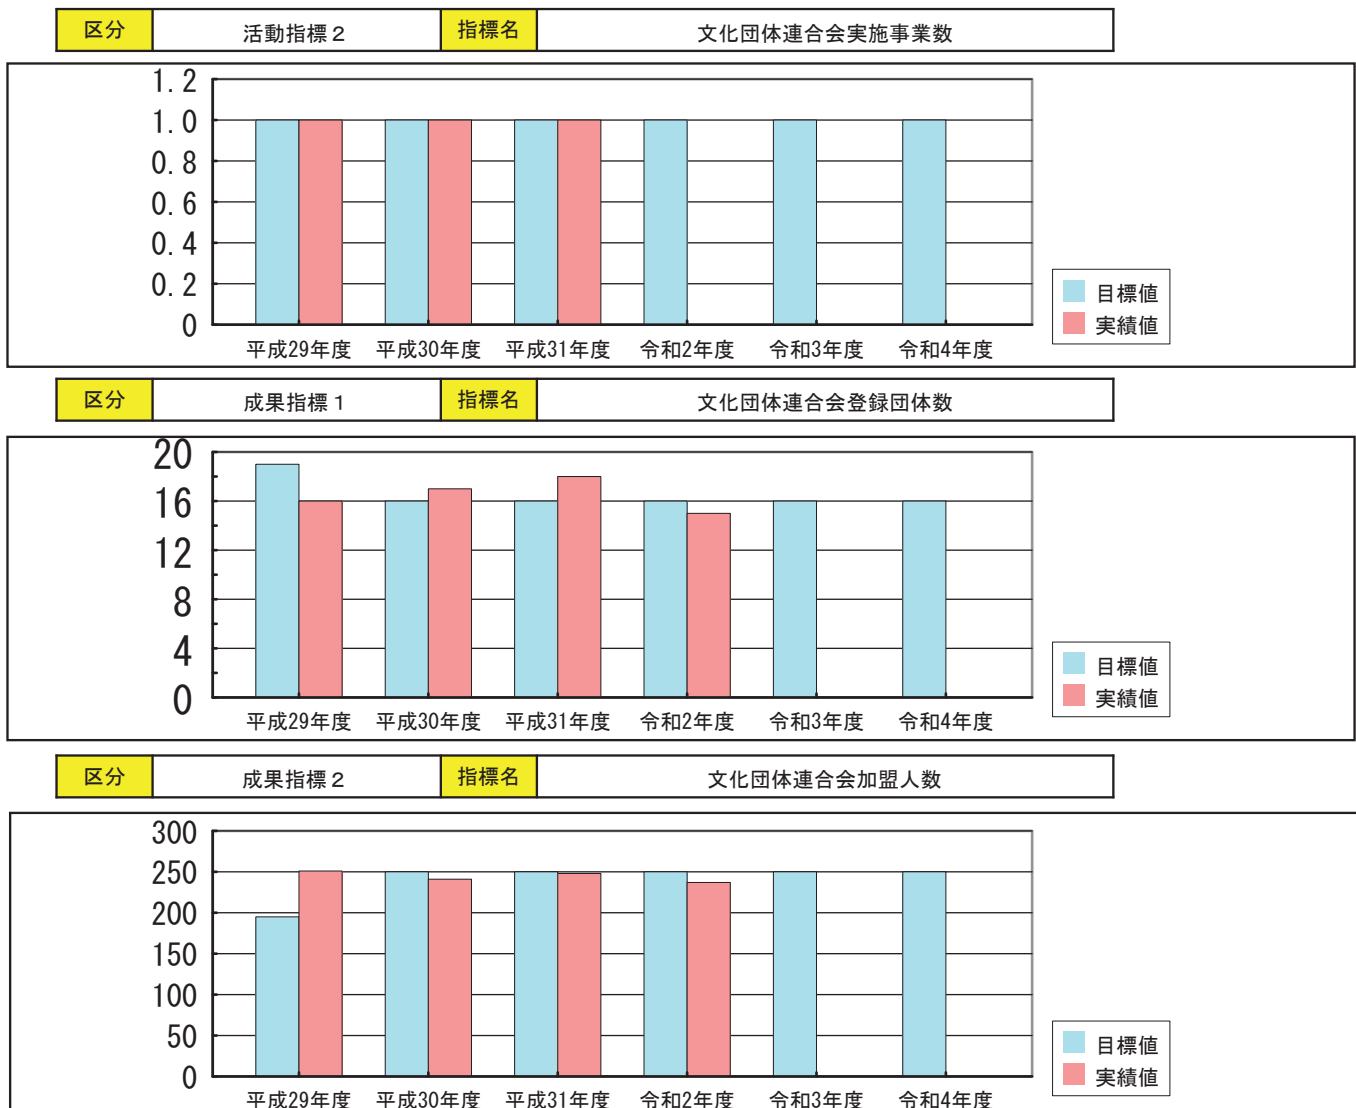 区分 活動指標２ 指標名 文化団体連合会実施事業数
1.2
1.0
0.8
0.6
0.4
0.2
0
平成29年度 平成30年度 平成31年度 令和2年度 令和3年度 令和4年度
目標値
実績値
区分 成果指標１ 指標名 文化団体連合会登録団体数
20
16
12
8
4
0
平成29年度 平成30年度 平成31年度 令和2年度 令和3年度 令和4年度
目標値
実績値
区分 成果指標２ 指標名 文化団体連合会加盟人数
300
250
200
150
100
50
0
平成29年度 平成30年度 平成31年度 令和2年度 令和3年度 令和4年度
目標値
実績値